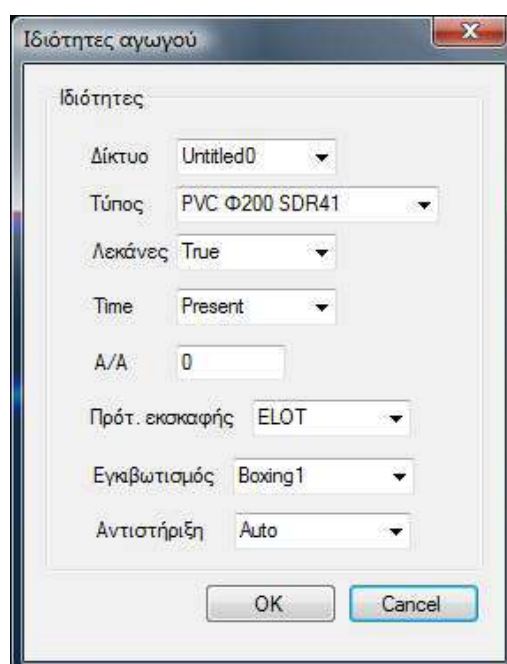 Ιδιότητες αγωγού
Ιδιότητες
Δίκτυο Untitled0
Τύπος PVC Φ200 SDR41
Λεκάνες True
Time Present
Α/Α 0
Πρότ. εκσκαφής ELOT
Εγκιβωτισμός Boxing1
Αντιστήριξη Auto
OK Cancel